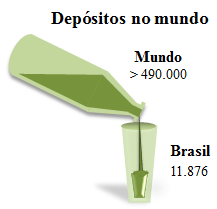 Depósitos no mundo
Mundo
> 490.000
Brasil
11.876